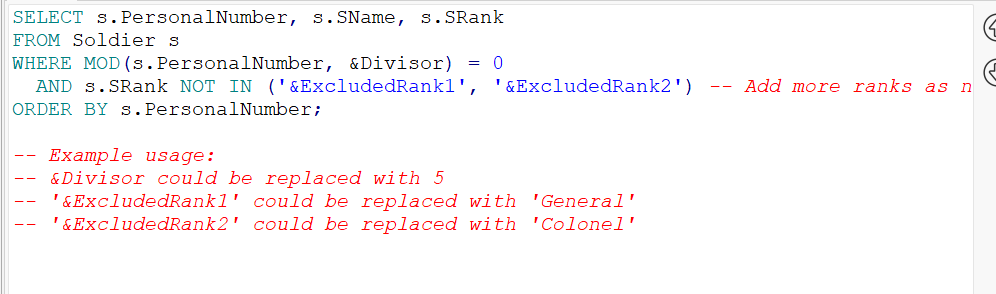 SELECT s.PersonalNumber, s.SName, s.SRank
FROM Soldier s
WHERE MOD(s.PersonalNumber, &Divisor) = 0
  AND s.SRank NOT IN ('&ExcludedRank1', '&ExcludedRank2') -- Add more ranks as n
ORDER BY s.PersonalNumber;

-- Example usage:
-- &Divisor could be replaced with 5
-- '&ExcludedRank1' could be replaced with 'General'
-- '&ExcludedRank2' could be replaced with 'Colonel'